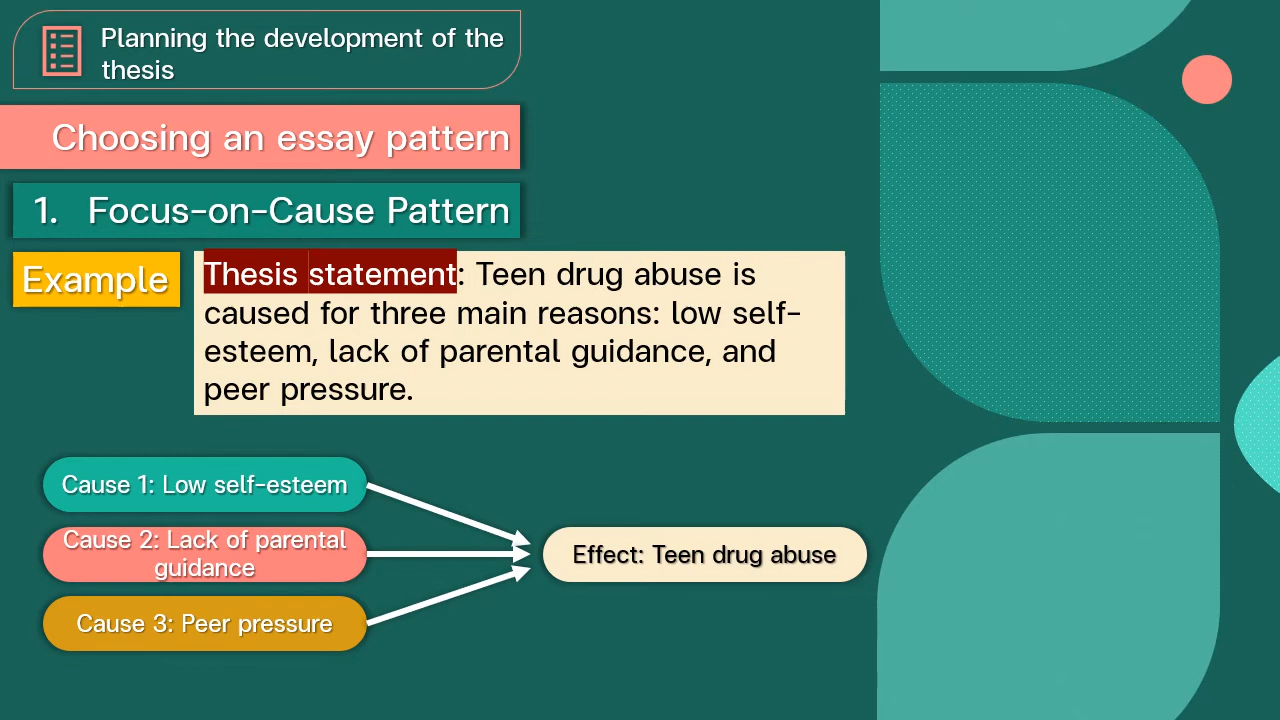 Planning the development of the
thesis
Choosing an essay pattern
1. Focus-on-Cause Pattern
Example
Thesis statement: Teen drug abuse is
caused for three main reasons: low self-
esteem, lack of parental guidance, and
peer pressure.
Cause 1: Low self-esteem
Cause 2: Lack of parental
guidance
Effect: Teen drug abuse
Cause 3: Peer pressure